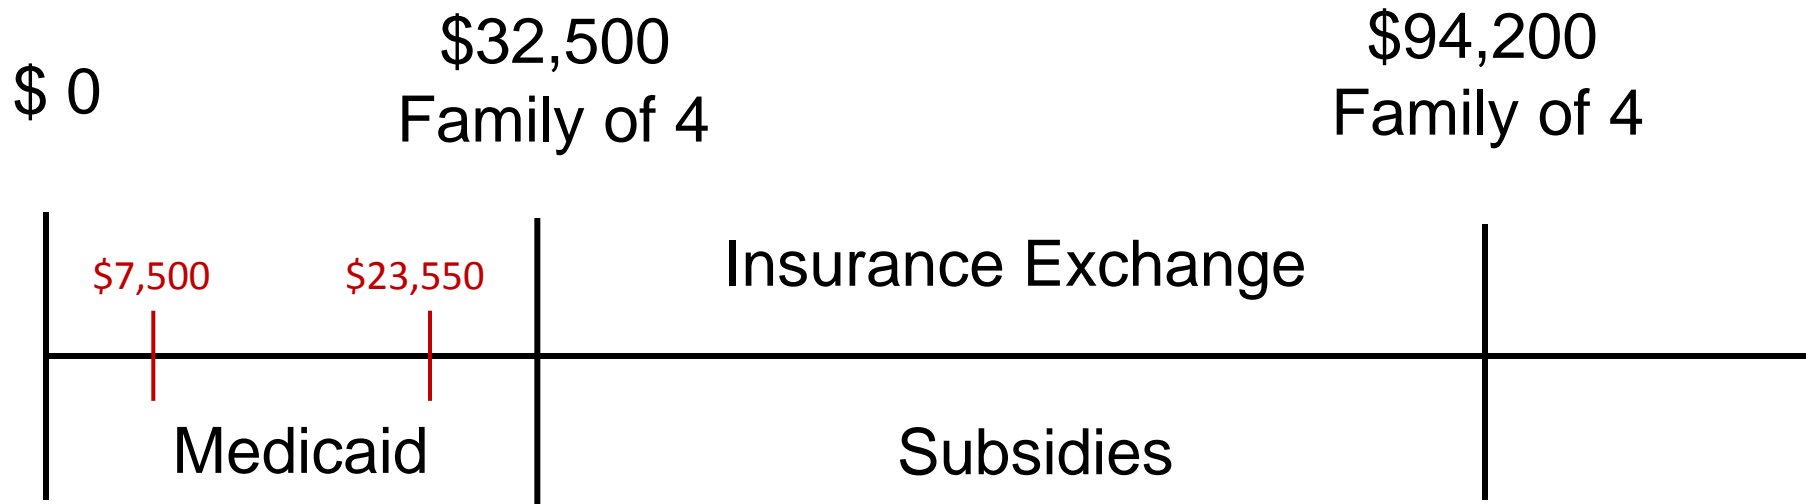 $ 0
$32,500
Family of 4
$94,200
Family of 4
$7,500
$23,550
Insurance Exchange
Medicaid
Subsidies